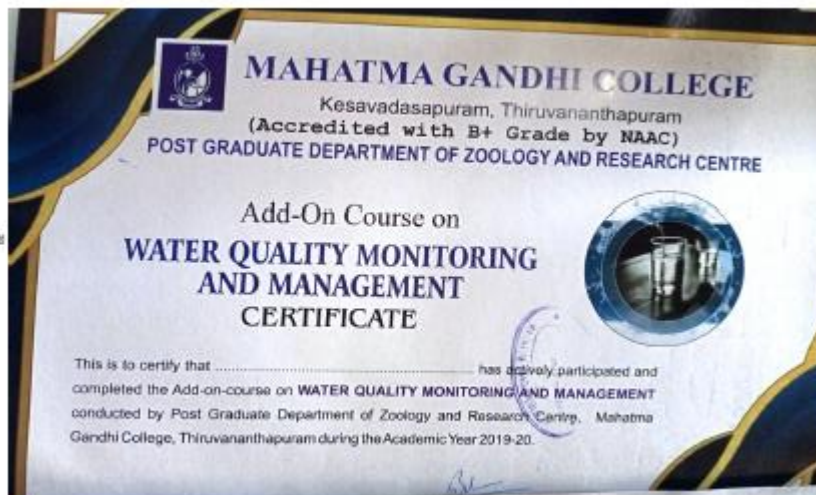 MAHATMA GANDHI COLLEGE
Kesavadasapuram, Thiruvananthapuram
(Accredited with B+ Grade by NAAC)
POST GRADUATE DEPARTMENT OF ZOOLOGY AND RESEARCH CENTRE
Add-On Course on
WATER QUALITY MONITORING
AND MANAGEMENT
CERTIFICATE
This is to certify that ................................................................ has actively participated and
completed the Add-on-course on WATER QUALITY MONITORING AND MANAGEMENT
conducted by Post Graduate Department of Zoology and Research Centre, Mahatma
Gandhi College, Thiruvananthapuram during the Academic Year 2019-20.